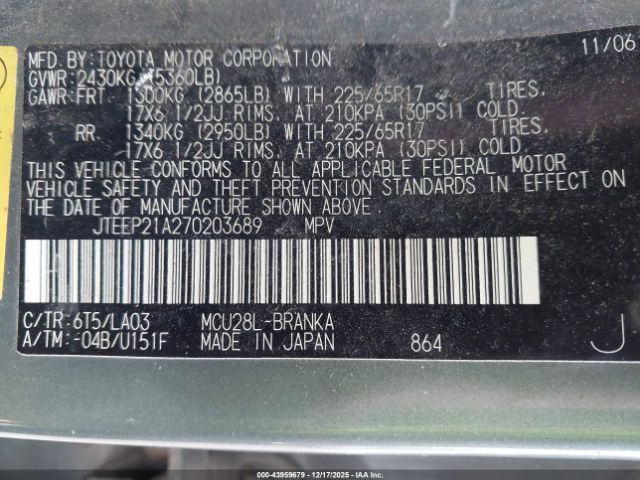 MFD. BY: TOYOTA MOTOR CORPORATION 11/06
GVWR: 2430KG (5360LB)
GAWR: FRT 1300KG (2865LB) WITH 225/65R17 TIRES,
17X6 1/2JJ RIMS, AT 210KPA (30PSI) COLD
RR 1340KG (2950LB) WITH 225/65R17 TIRES,
17X6 1/2JJ RIMS, AT 210KPA (30PSI) COLD
THIS VEHICLE CONFORMS TO ALL APPLICABLE FEDERAL MOTOR
VEHICLE SAFETY AND THEFT PREVENTION STANDARDS IN EFFECT ON
THE DATE OF MANUFACTURE SHOWN ABOVE.
JTEEP21A270203689 MPV
C/TR: 6T5/LA03 MCU28L-BRANKA
A/TM: -04B/U151F MADE IN JAPAN 864 J
200-43959679 12/17/2025 - IAA Inc.